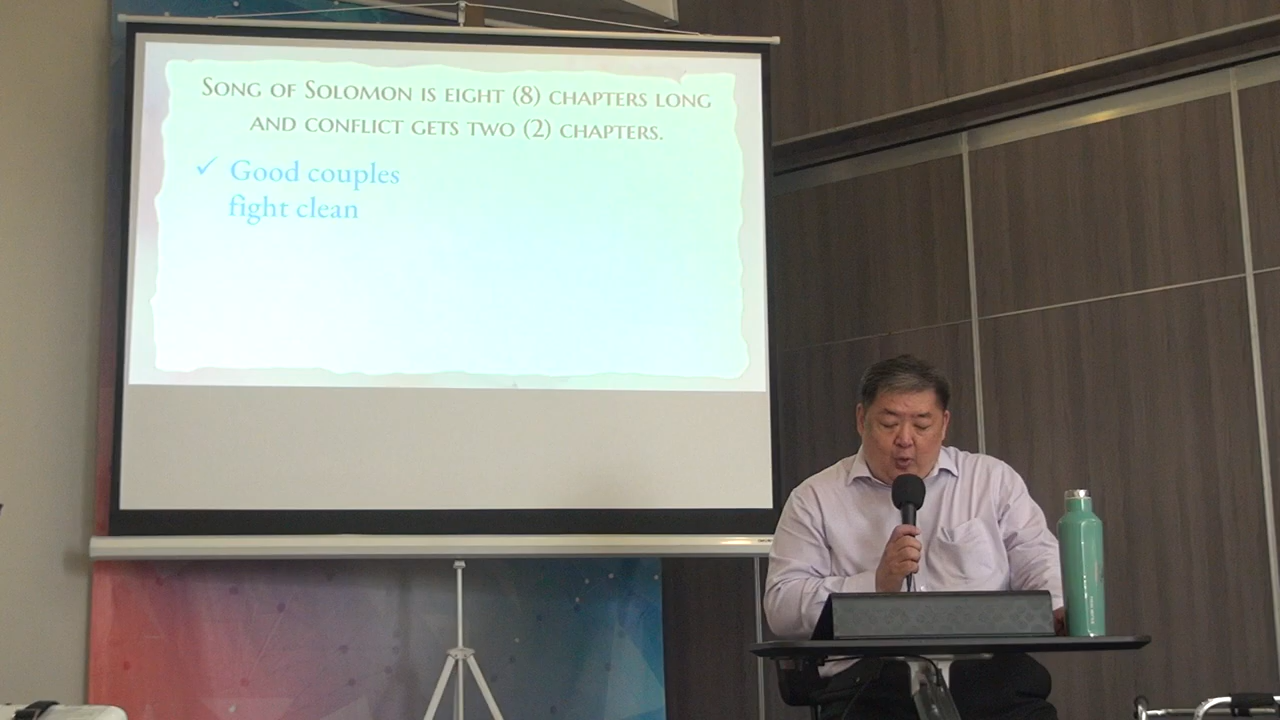 Song of Solomon is eight (8) chapters long
and conflict gets two (2) chapters.
✓ Good couples
fight clean